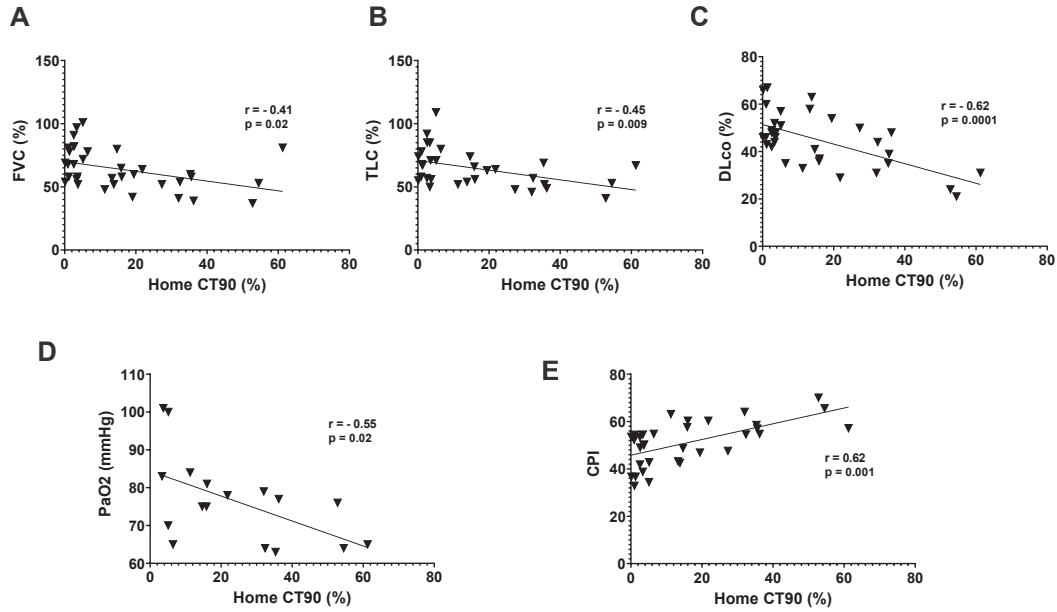 A
150
100
50
0
FVC (%)
r = - 0.41
p = 0.02
0 20 40 60 80
Home CT90 (%)
B
150
100
50
0
TLC (%)
r = - 0.45
p = 0.009
0 20 40 60 80
Home CT90 (%)
C
80
60
40
20
0
DLco (%)
r = - 0.62
p = 0.0001
0 20 40 60 80
Home CT90 (%)
D
110
100
90
80
70
60
PaO2 (mmHg)
r = - 0.55
p = 0.02
0 20 40 60 80
Home CT90 (%)
E
80
60
40
20
0
CPI
r = 0.62
p = 0.001
0 20 40 60 80
Home CT90 (%)